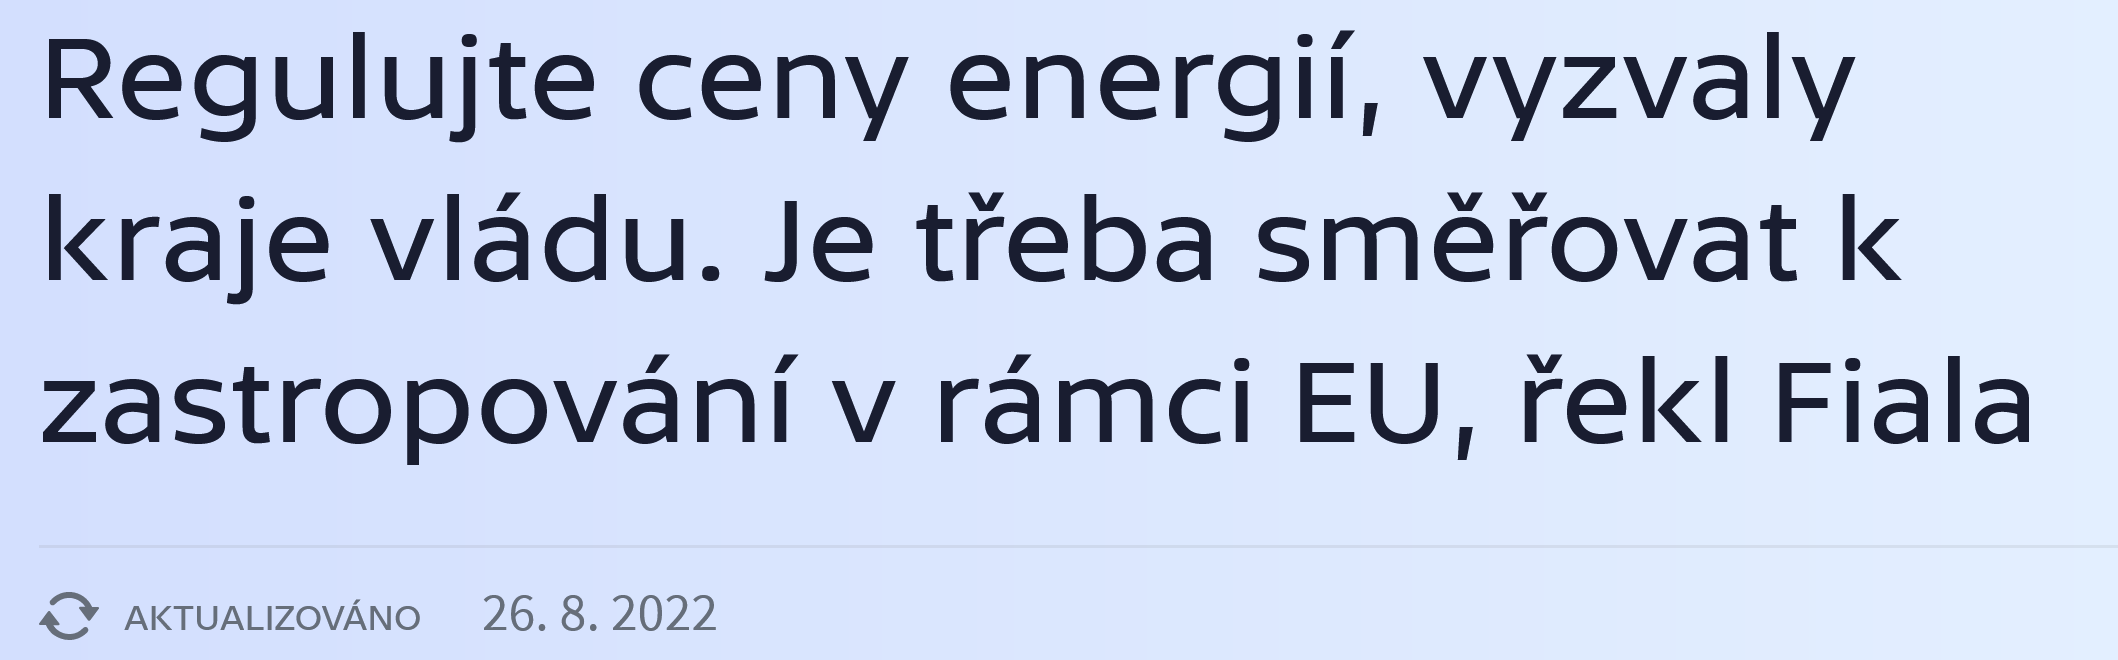 Regulujte ceny energií, vyzvaly
kraje vládu. Je třeba směřovat k
zastropování v rámci EU, řekl Fiala
AKTUALIZOVÁNO 26. 8. 2022